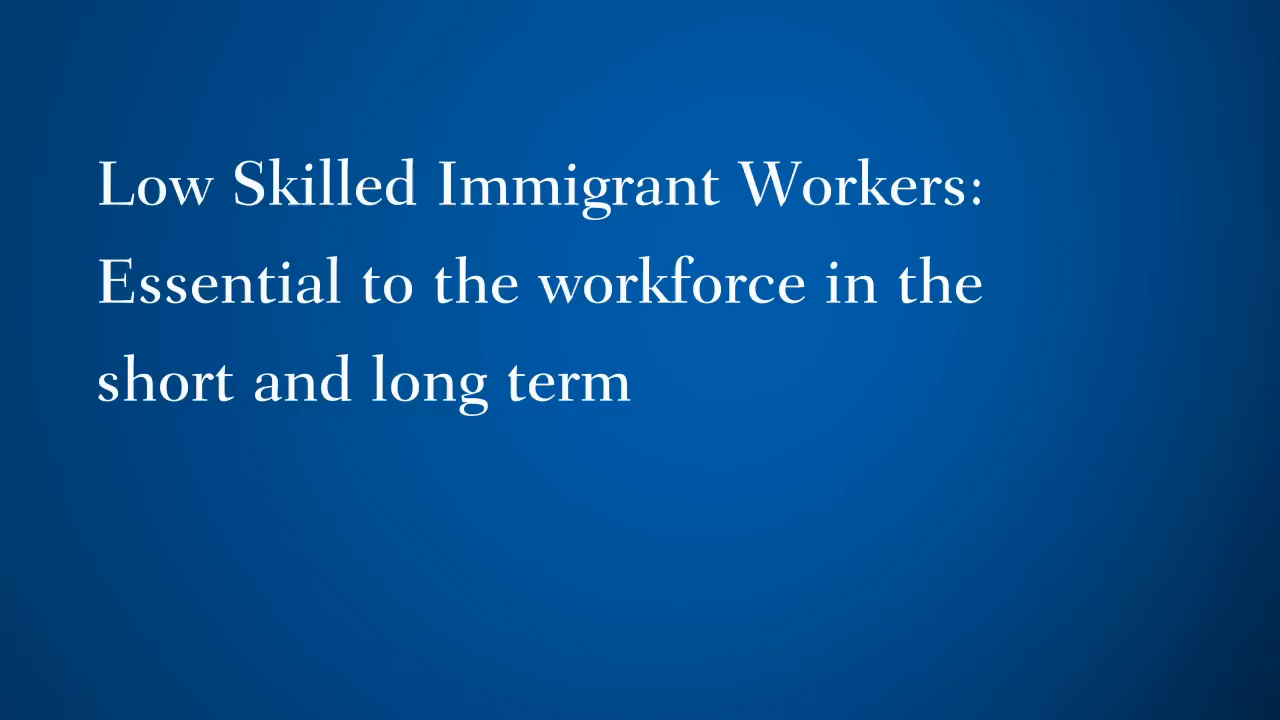 Low Skilled Immigrant Workers:
Essential to the workforce in the
short and long term